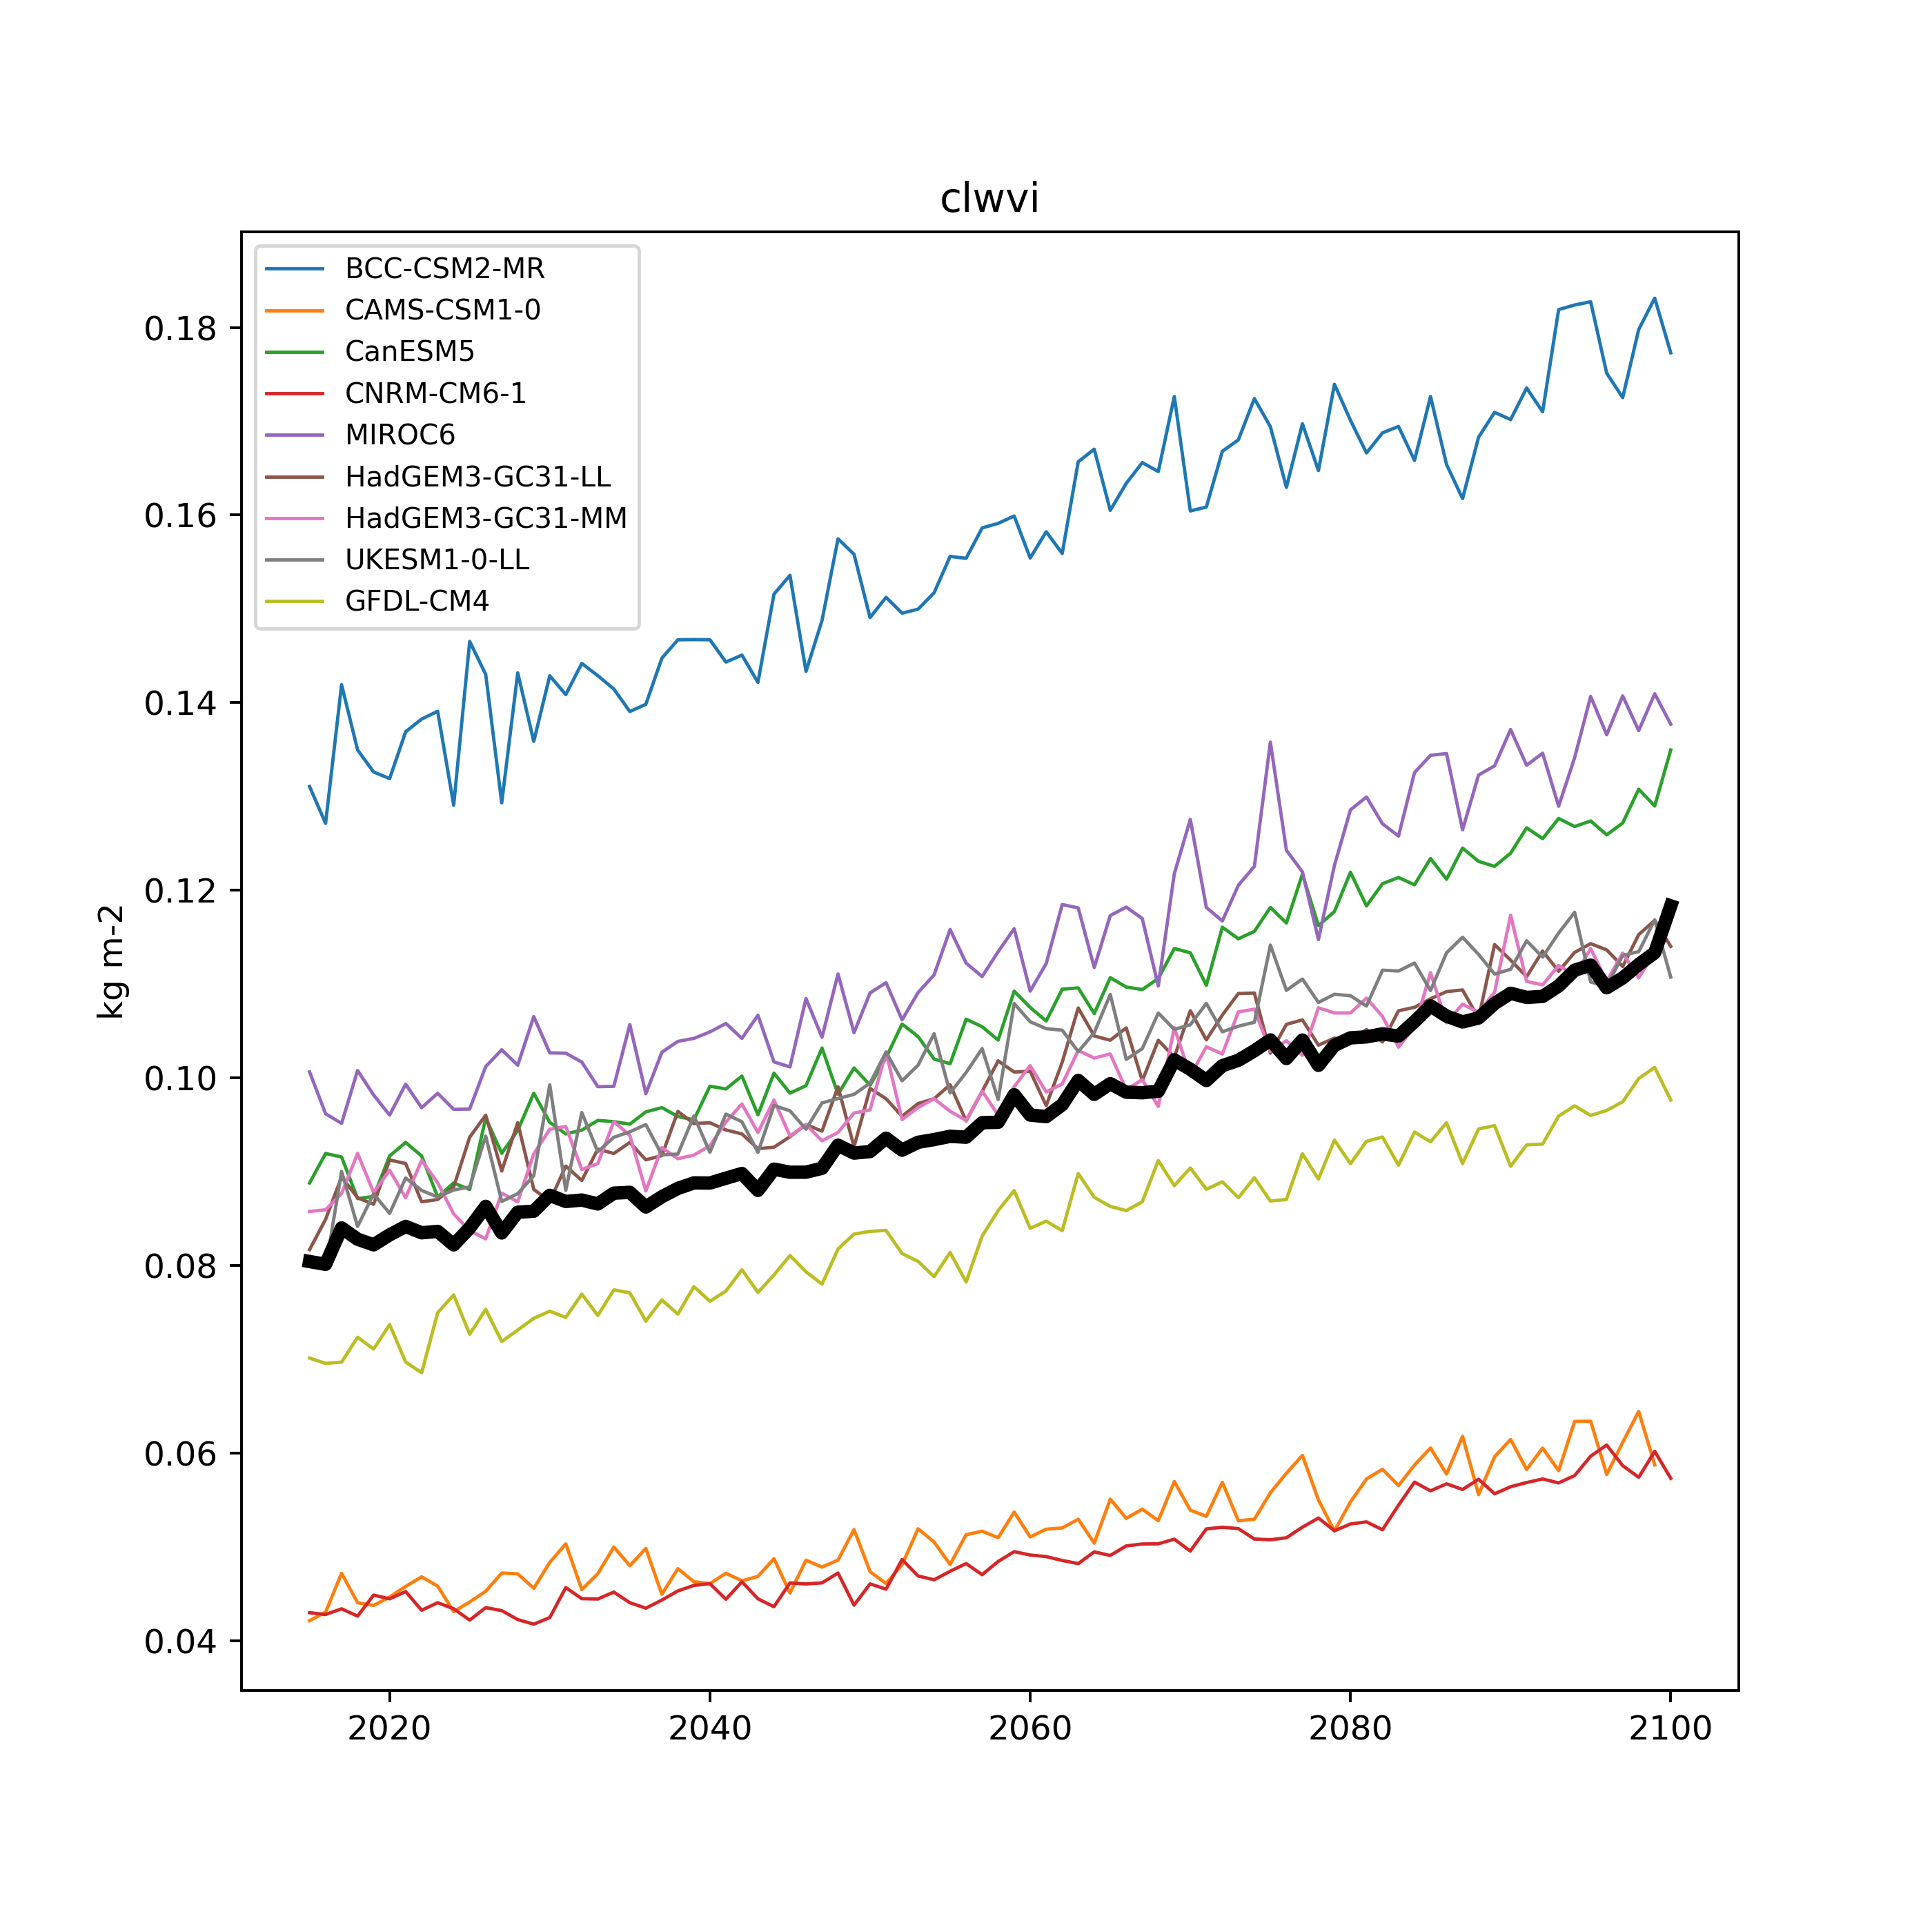 clwvi
BCC-CSM2-MR
CAMS-CSM1-0
CanESM5
CNRM-CM6-1
MIROC6
HadGEM3-GC31-LL
HadGEM3-GC31-MM
UKESM1-0-LL
GFDL-CM4
kg m-2
0.18
0.16
0.14
0.12
0.10
0.08
0.06
0.04
2020 2040 2060 2080 2100